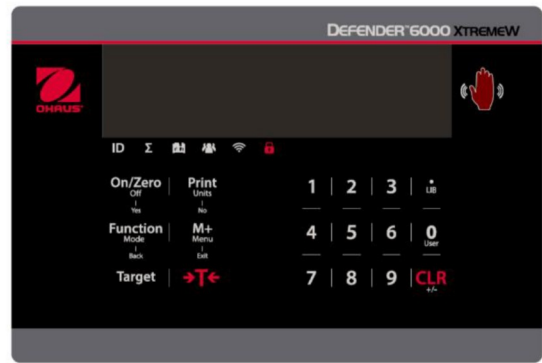 DEFENDER™6000 XTREMEW
OHAUS®
ID Σ
On/Zero Print
Off Units
Yes No
Function M+
Mode Menu
Back Exit
Target →T←
1 2 3 .
LIB
4 5 6 0
User
7 8 9 CLR
+/-